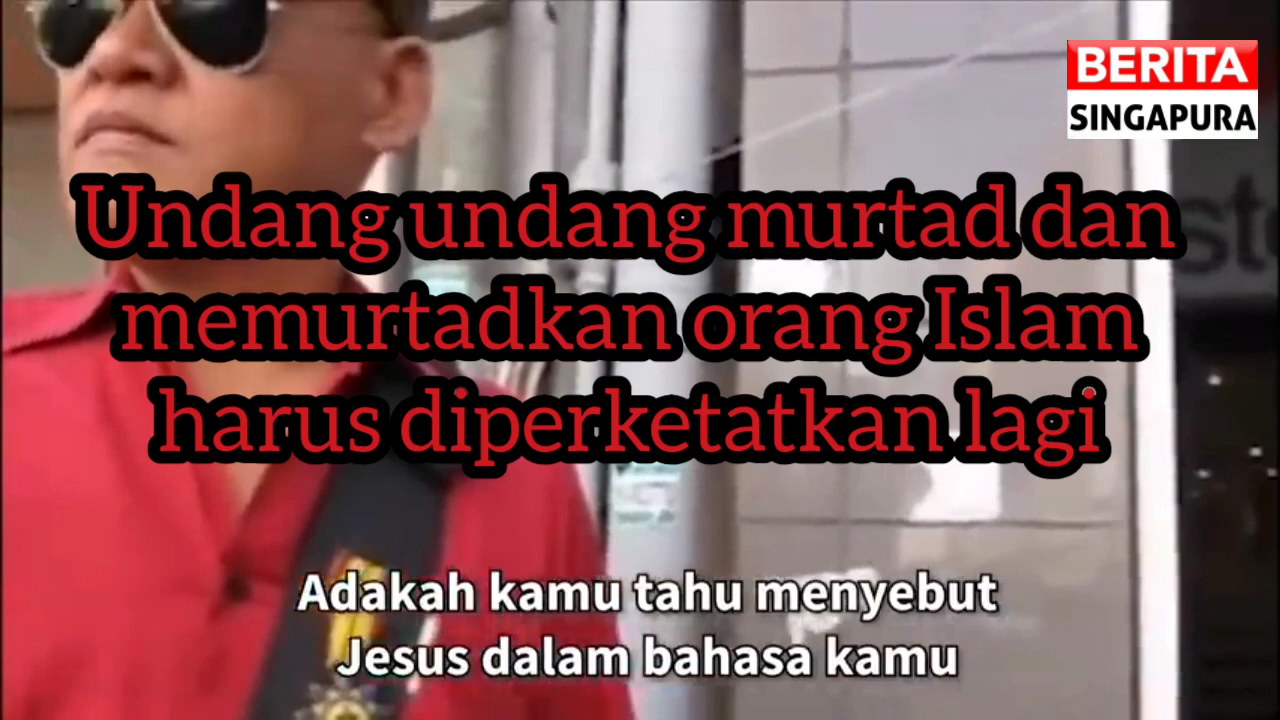 BERITA
SINGAPURA
Undang undang murtad dan
memurtadkan orang Islam
harus diperketatkan lagi
Adakah kamu tahu menyebut
Jesus dalam bahasa kamu